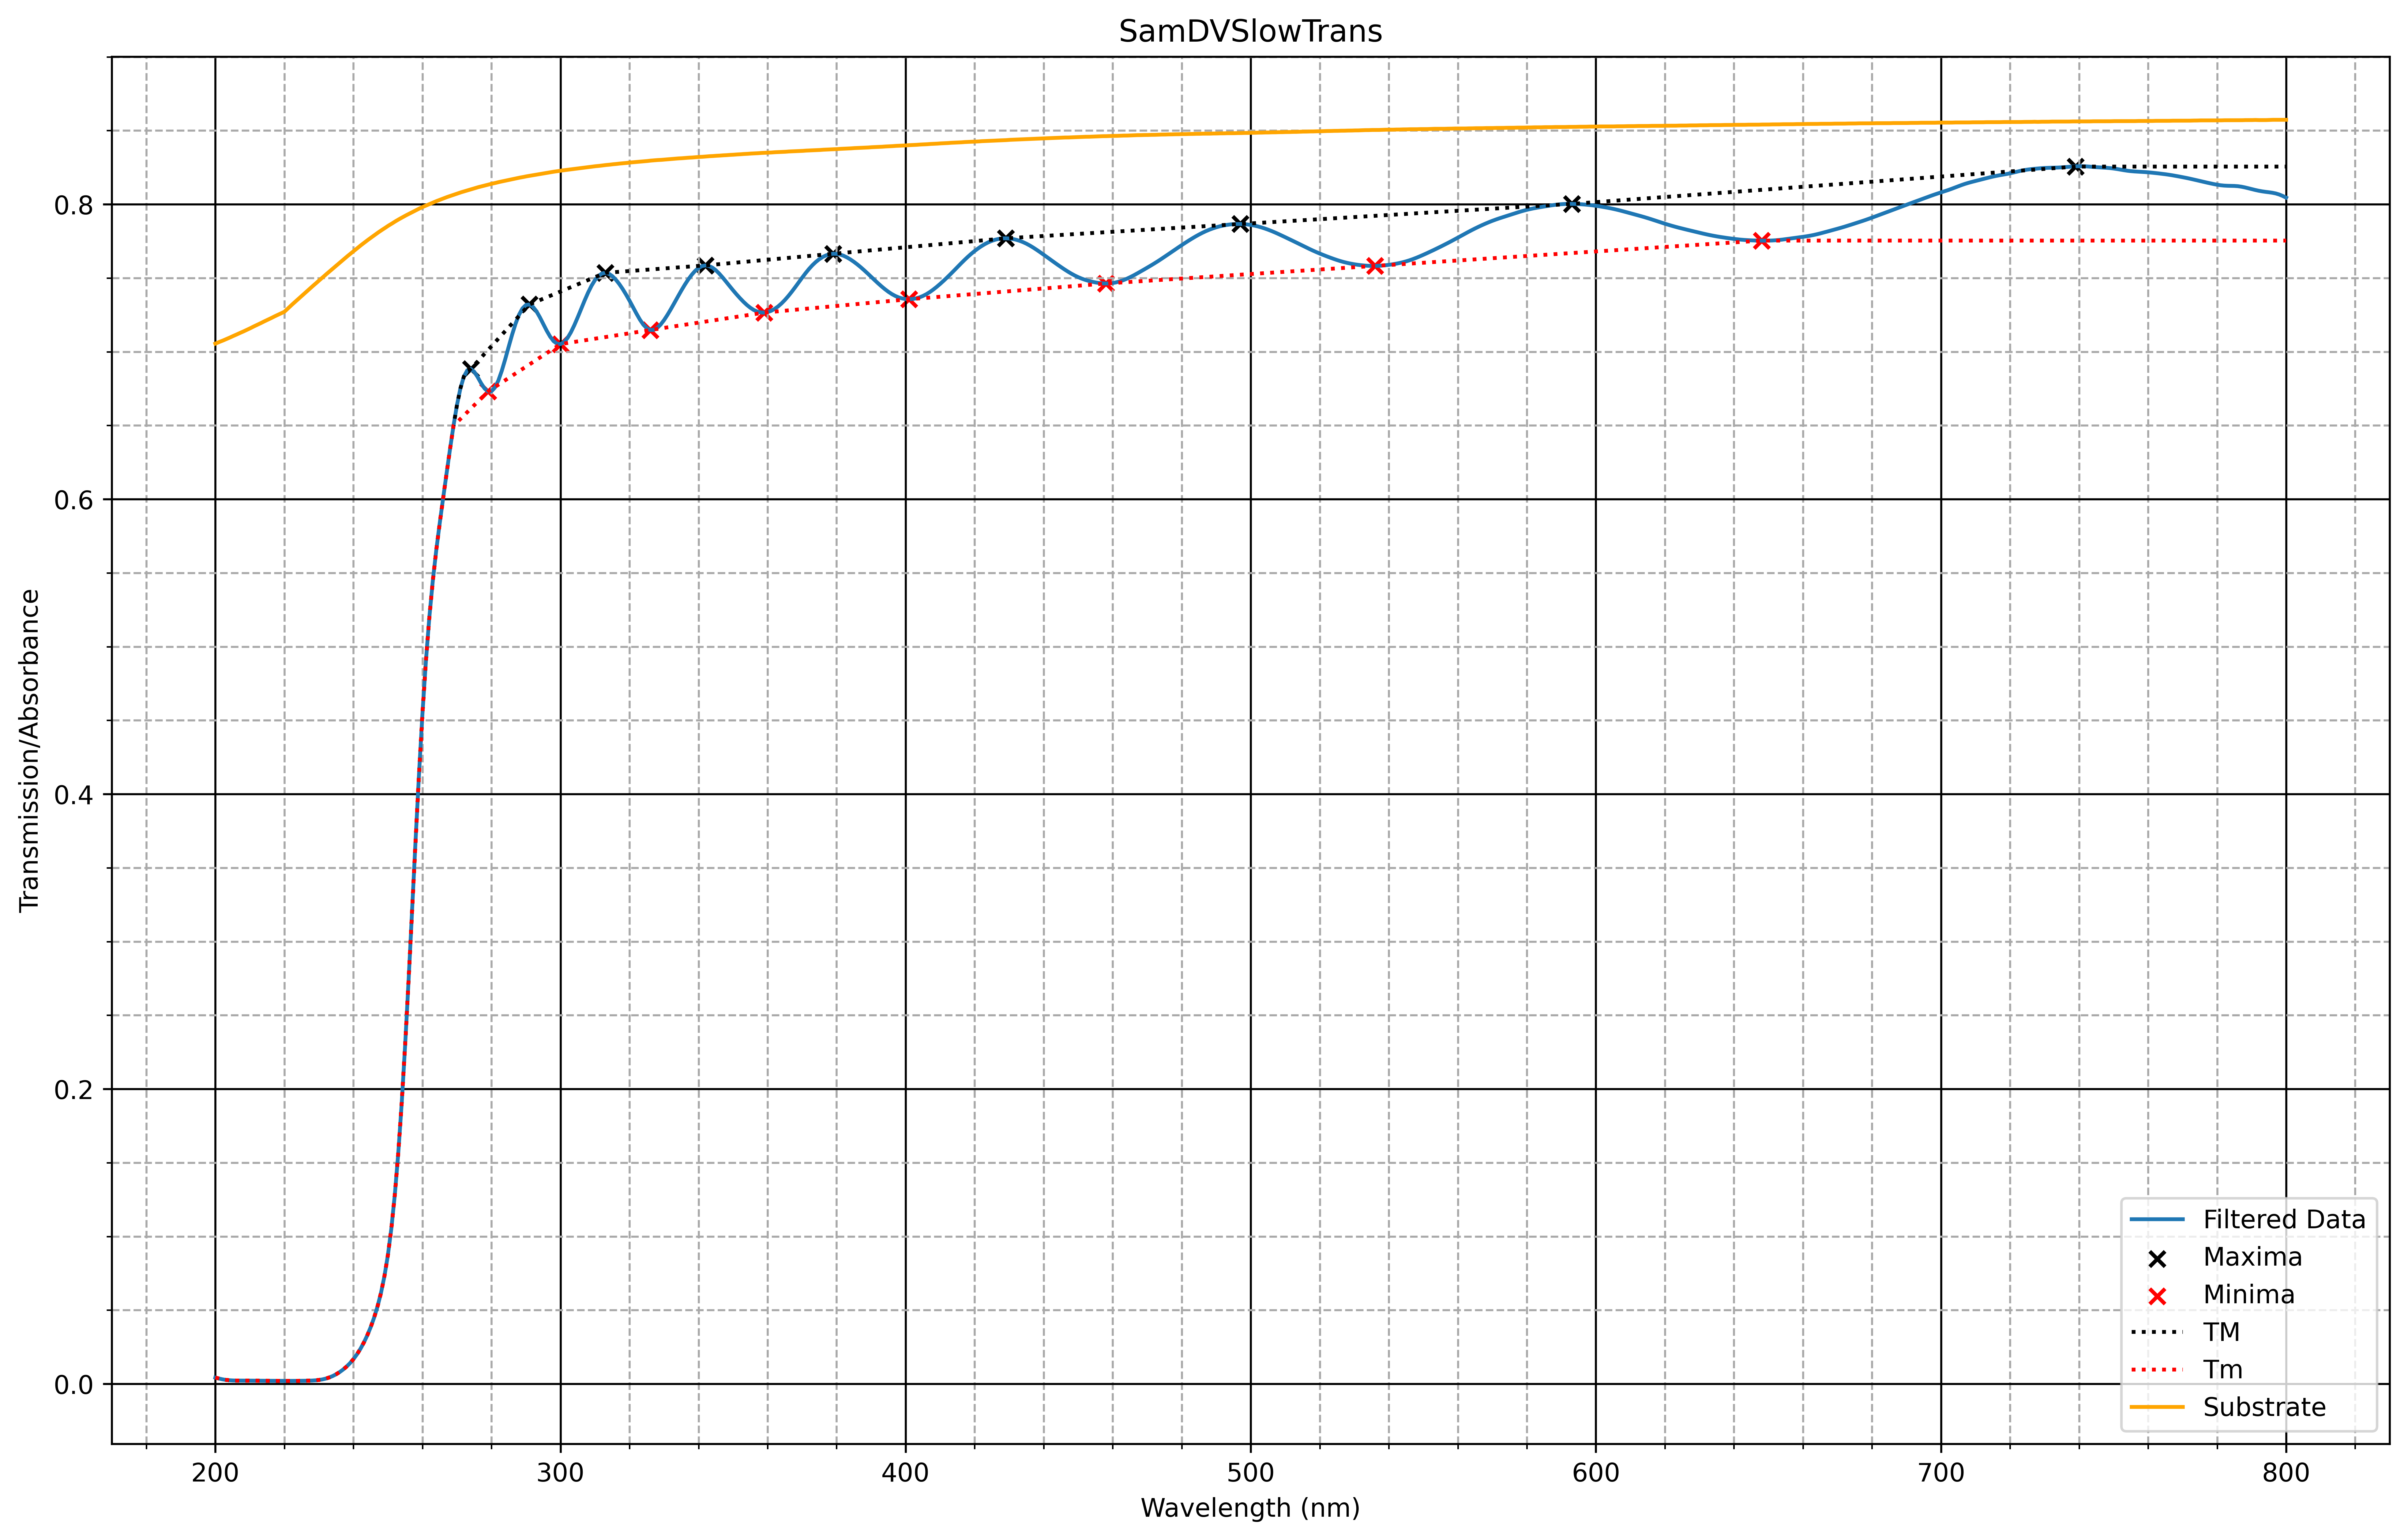 SamDVSlowTrans
Transmission/Absorbance
0.8
0.6
0.4
0.2
0.0
200 300 400 500 600 700 800
Wavelength (nm)
Filtered Data
Maxima
Minima
TM
Tm
Substrate